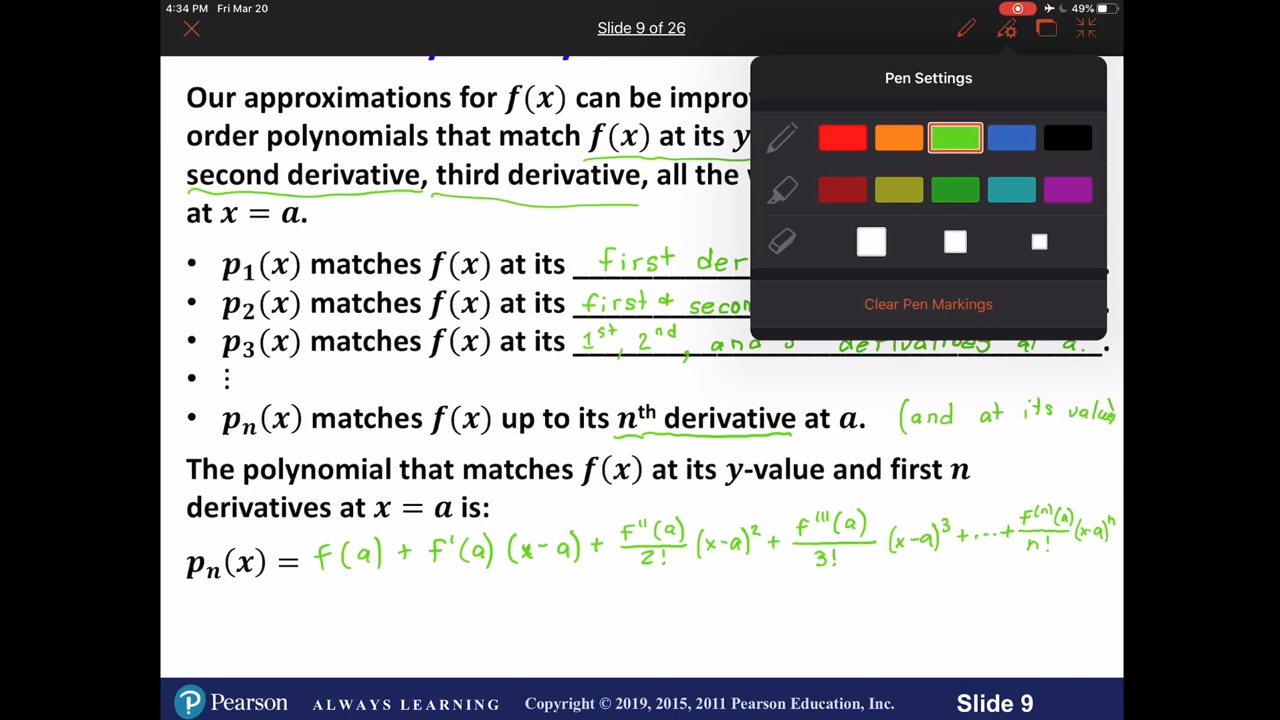 4:34 PM Fri Mar 20
49%
Slide 9 of 26
Pen Settings
Clear Pen Markings
Our approximations for f(x) can be
order polynomials that match f(x) at its y
second derivative, third derivative, all the
at x = a.
• p₁(x) matches f(x) at its first
• p₂(x) matches f(x) at its first &
• p₃(x) matches f(x) at its 1st, 2nd, and derivatives at a.
• ⋮
• pₙ(x) matches f(x) up to its nth derivative at a. (and at its value)
The polynomial that matches f(x) at its y-value and first n
derivatives at x = a is:
pₙ(x) = f(a) + f'(a) (x-a) + f''(a)/2! (x-a)² + f'''(a)/3! (x-a)³ + ... + f⁽ⁿ⁾(a)/n! (x-a)ⁿ
Pearson ALWAYS LEARNING Copyright © 2019, 2015, 2011 Pearson Education, Inc. Slide 9